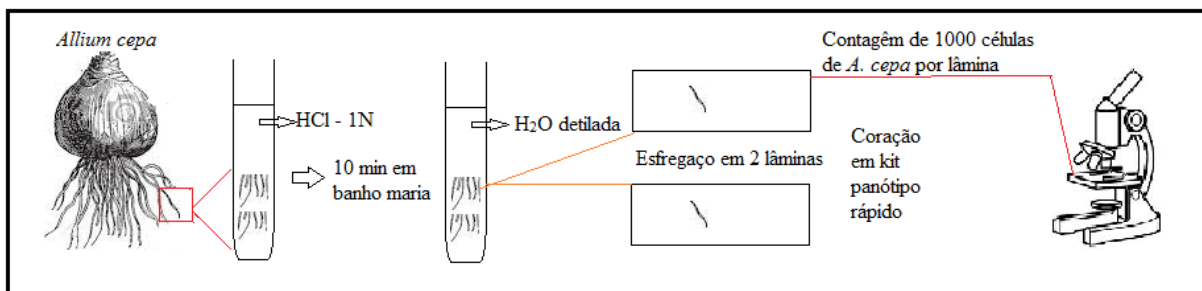 Allium cepa
HCl - 1N
10 min em
banho maria
H2O detilada
Esfregaço em 2 lâminas
Contagêm de 1000 células
de A. cepa por lâmina
Coração
em kit
panótipo
rápido